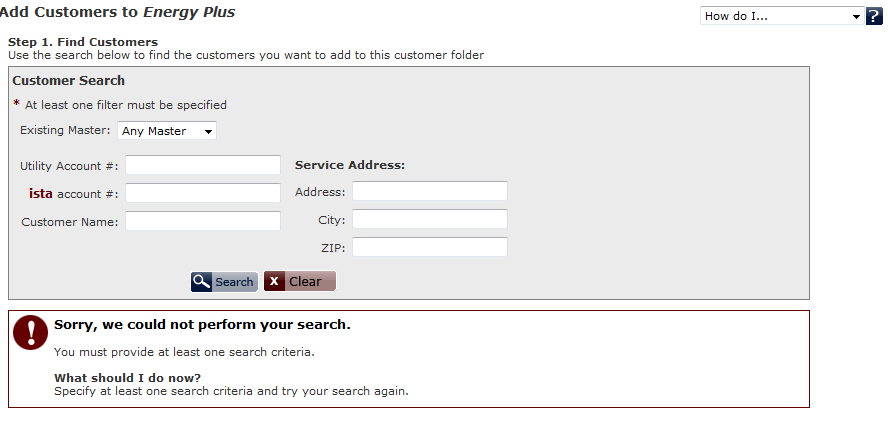 Add Customers to Energy Plus
How do I...
?
Step 1. Find Customers
Use the search below to find the customers you want to add to this customer folder
Customer Search
* At least one filter must be specified
Existing Master: Any Master
Utility Account #:
Service Address:
ista account #:
Address:
Customer Name:
City:
ZIP:
Search
X Clear
! Sorry, we could not perform your search.
You must provide at least one search criteria.
What should I do now?
Specify at least one search criteria and try your search again.